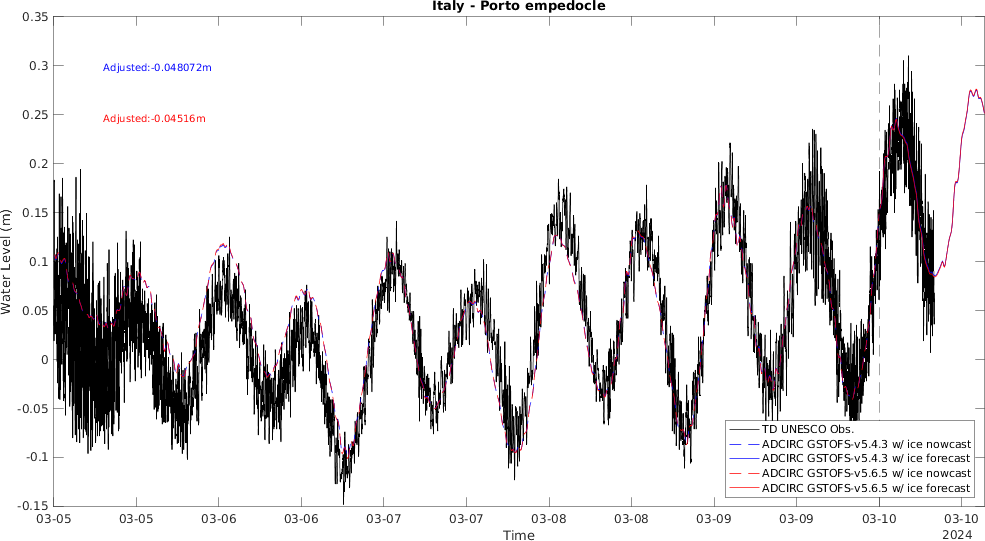 Italy - Porto empedocle
0.35
0.3
0.25
0.2
0.15
0.1
0.05
0
-0.05
-0.1
-0.15
Water Level (m)
Adjusted:-0.048072m
Adjusted:-0.04516m
TD UNESCO Obs.
ADCIRC GSTOFS-v5.4.3 w/ ice nowcast
ADCIRC GSTOFS-v5.4.3 w/ ice forecast
ADCIRC GSTOFS-v5.6.5 w/ ice nowcast
ADCIRC GSTOFS-v5.6.5 w/ ice forecast
03-05 03-05 03-06 03-06 03-07 03-07 03-08 03-08 03-09 03-09 03-10 03-10
Time
2024